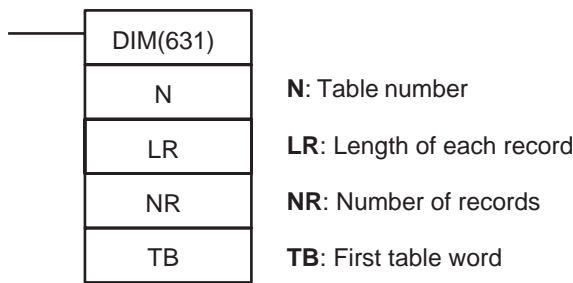 DIM(631)
N N: Table number
LR LR: Length of each record
NR NR: Number of records
TB TB: First table word